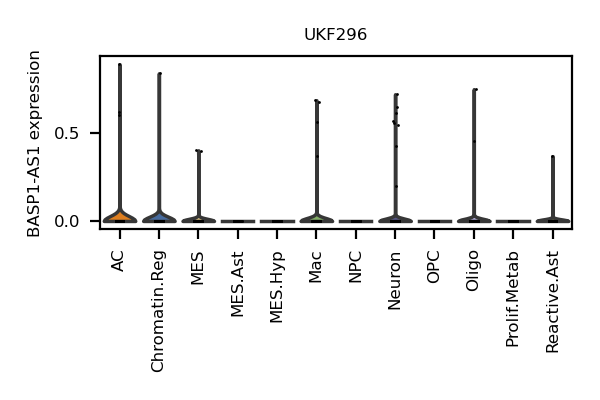 UKF296
BASP1-AS1 expression
0.5
0.0
AC
Chromatin.Reg
MES
MES.Ast
MES.Hyp
Mac
NPC
Neuron
OPC
Oligo
Prolif.Metab
Reactive.Ast